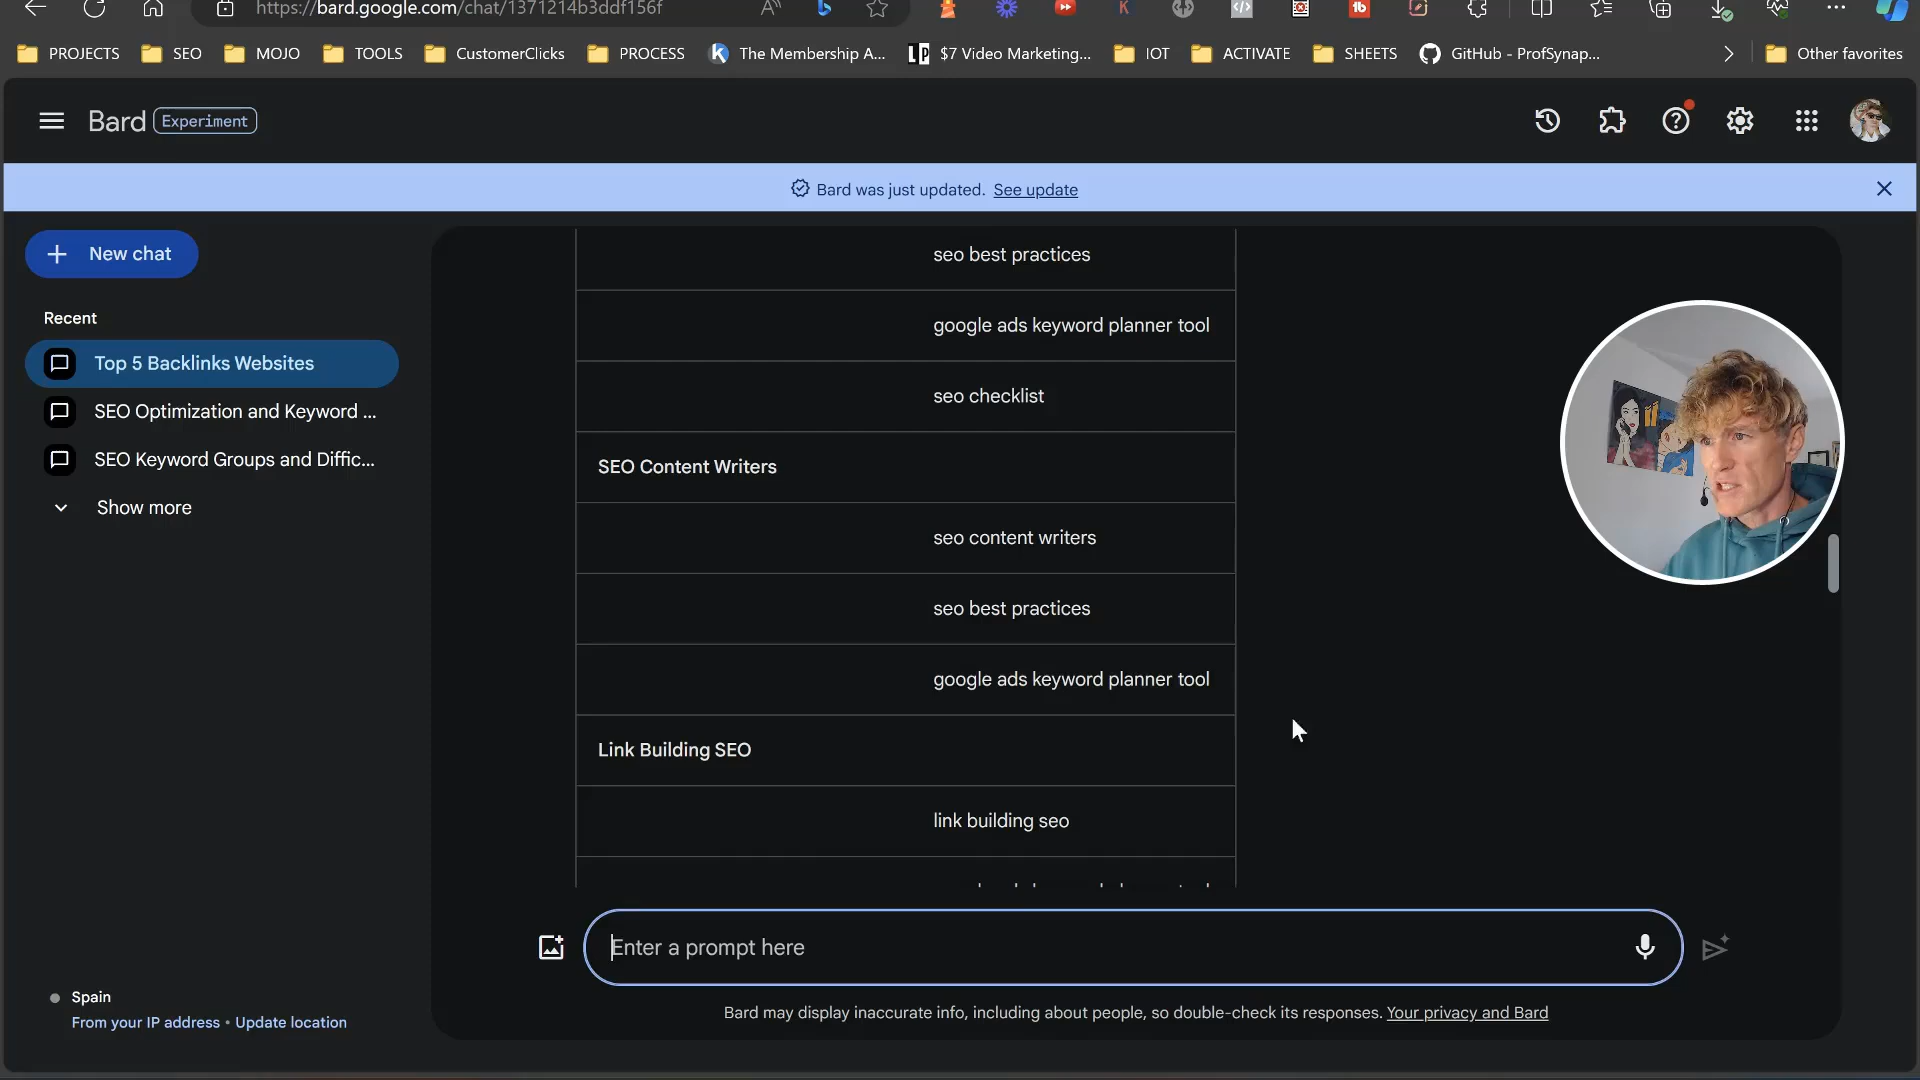 https://bard.google.com/chat/1371214b3ddf156f
PROJECTS SEO MOJO TOOLS CustomerClicks PROCESS The Membership A... $7 Video Marketing... IOT ACTIVATE SHEETS GitHub - ProfSynap... Other favorites
Bard Experiment
Bard was just updated. See update
New chat
Recent
Top 5 Backlinks Websites
SEO Optimization and Keyword ...
SEO Keyword Groups and Diffic...
Show more
seo best practices
google ads keyword planner tool
seo checklist
SEO Content Writers
seo content writers
seo best practices
google ads keyword planner tool
Link Building SEO
link building seo
Enter a prompt here
Spain
From your IP address • Update location
Bard may display inaccurate info, including about people, so double-check its responses. Your privacy and Bard